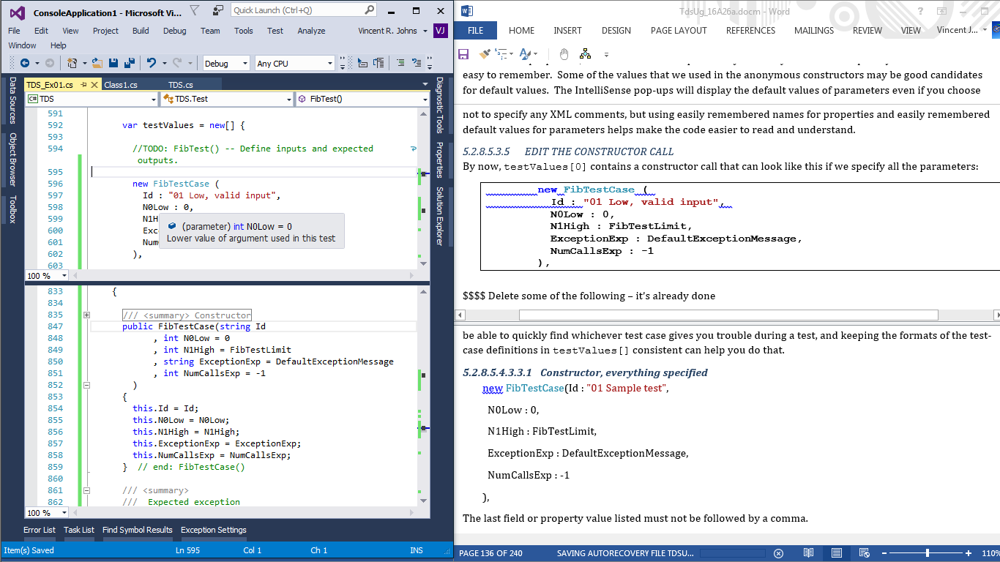 ConsoleApplication1 - Microsoft Vi...
Quick Launch (Ctrl+Q)
File Edit View Project Build Debug Team Tools Test Analyze Vincent R. Johns VJ
Window Help
Debug Any CPU
Data Sources
Object Browser
Toolbox
TDS_Ex01.cs Class1.cs TDS.cs
C# TDS TDS.Test FibTest()
591
592 var testValues = new[] {
593
594 //TODO: FibTest() -- Define inputs and expected
outputs.
595
596 new FibTestCase (
597 Id : "01 Low, valid input",
598 N0Low : 0,
599 N1H
600 Exc
601 Num
602 ),
603
(parameter) int N0Low = 0
Lower value of argument used in this test
100 %
833 {
834
835 /// <summary> Constructor
847 public FibTestCase(string Id
848 , int N0Low = 0
849 , int N1High = FibTestLimit
850 , string ExceptionExp = DefaultExceptionMessage
851 , int NumCallsExp = -1
852 )
853 {
854 this.Id = Id;
855 this.N0Low = N0Low;
856 this.N1High = N1High;
857 this.ExceptionExp = ExceptionExp;
858 this.NumCallsExp = NumCallsExp;
859 } // end: FibTestCase()
860
861 /// <summary>
862 /// Expected exception
100 %
Diagnostic Tools
Properties
Solution Explorer
Error List Task List Find Symbol Results Exception Settings
Item(s) Saved Ln 595 Col 1 Ch 1 INS
TdsUg_16A26a.docm - Word
FILE HOME INSERT DESIGN PAGE LAYOUT REFERENCES MAILINGS REVIEW VIEW Vincent J...
easy to remember. Some of the values that we used in the anonymous constructors may be good candidates
for default values. The IntelliSense pop-ups will display the default values of parameters even if you choose
not to specify any XML comments, but using easily remembered names for properties and easily remembered
default values for parameters helps make the code easier to read and understand.
5.2.8.5.3.5 EDIT THE CONSTRUCTOR CALL
By now, testValues[0] contains a constructor call that can look like this if we specify all the parameters:
new FibTestCase (
Id : "01 Low, valid input",
N0Low : 0,
N1High : FibTestLimit,
ExceptionExp : DefaultExceptionMessage,
NumCallsExp : -1
),
$$$$ Delete some of the following – it's already done
be able to quickly find whichever test case gives you trouble during a test, and keeping the formats of the test-
case definitions in testValues[] consistent can help you do that.
5.2.8.5.4.3.3.1 Constructor, everything specified
new FibTestCase(Id : "01 Sample test",
N0Low : 0,
N1High : FibTestLimit,
ExceptionExp : DefaultExceptionMessage,
NumCallsExp : -1
),
The last field or property value listed must not be followed by a comma.
PAGE 136 OF 240 SAVING AUTORECOVERY FILE TDSU... 110%